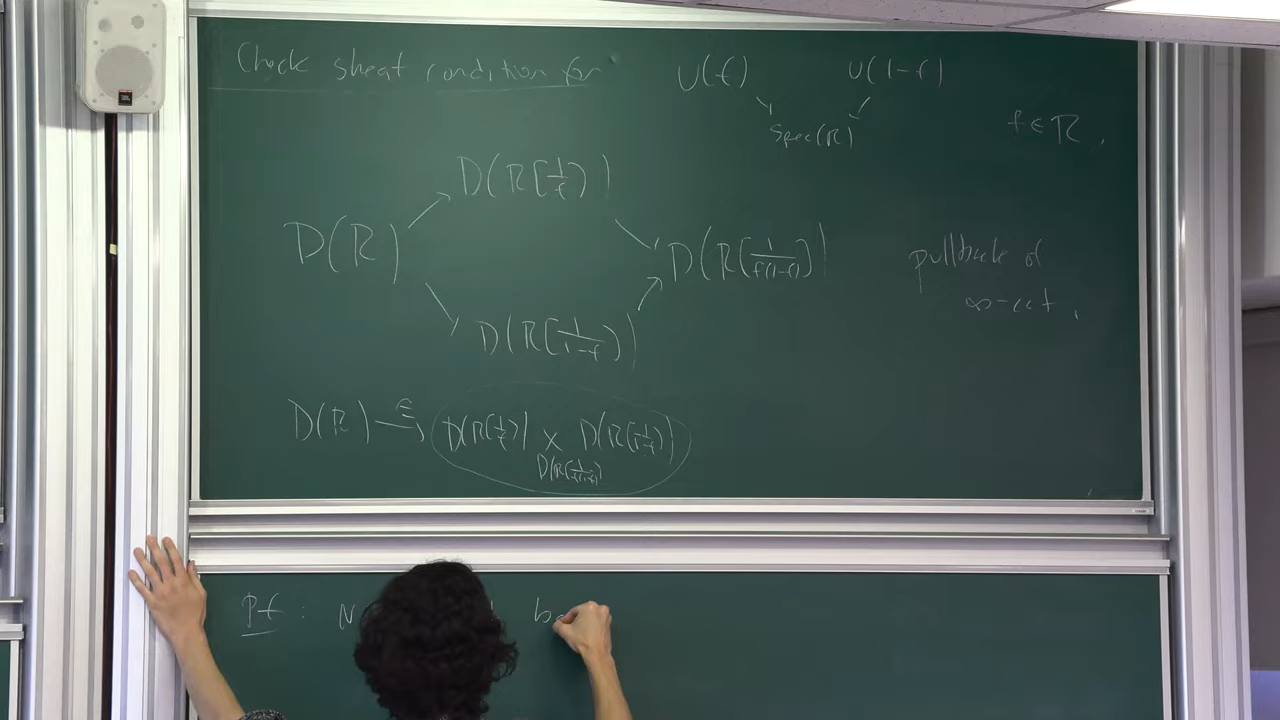 Check sheaf condition for U(f) U(1-f)
Spec(R)
f ∈ R,
D(R[1/f])
D(R) D(R[1/f(1-f)])
pullback of
∞-cat.
D(R[1/1-f])
D(R) → D(R[1/f]) × D(R[1/1-f])
D(R[1/f(1-f)])
Pf : N